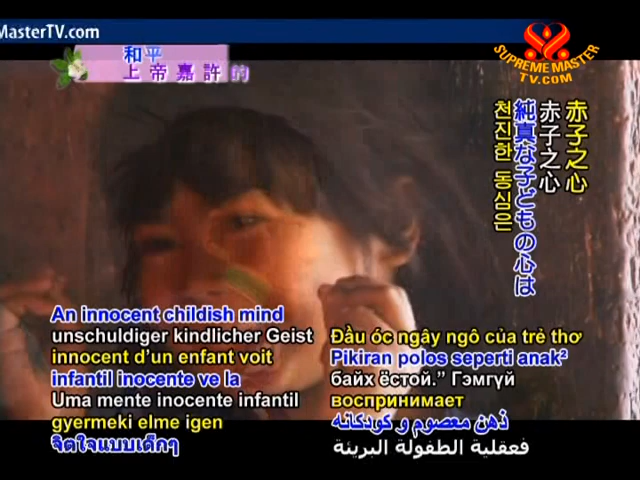 MasterTV.com
和平
上帝嘉許的
SUPREME MASTER
TV.COM
赤子之心
赤子之心
純真な子どもの心は
천진한 동심은
An innocent childish mind
unschuldiger kindlicher Geist
innocent d’un enfant voit
infantil inocente ve la
Uma mente inocente infantil
gyermeki elme igen
จิตใจแบบเด็กๆ
Đầu óc ngây ngô của trẻ thơ
Pikiran polos seperti anak²
байх ёстой.” Гэмгүй
воспринимает
ذهن معصوم و کودکانه
فعقلية الطفولة البريئة